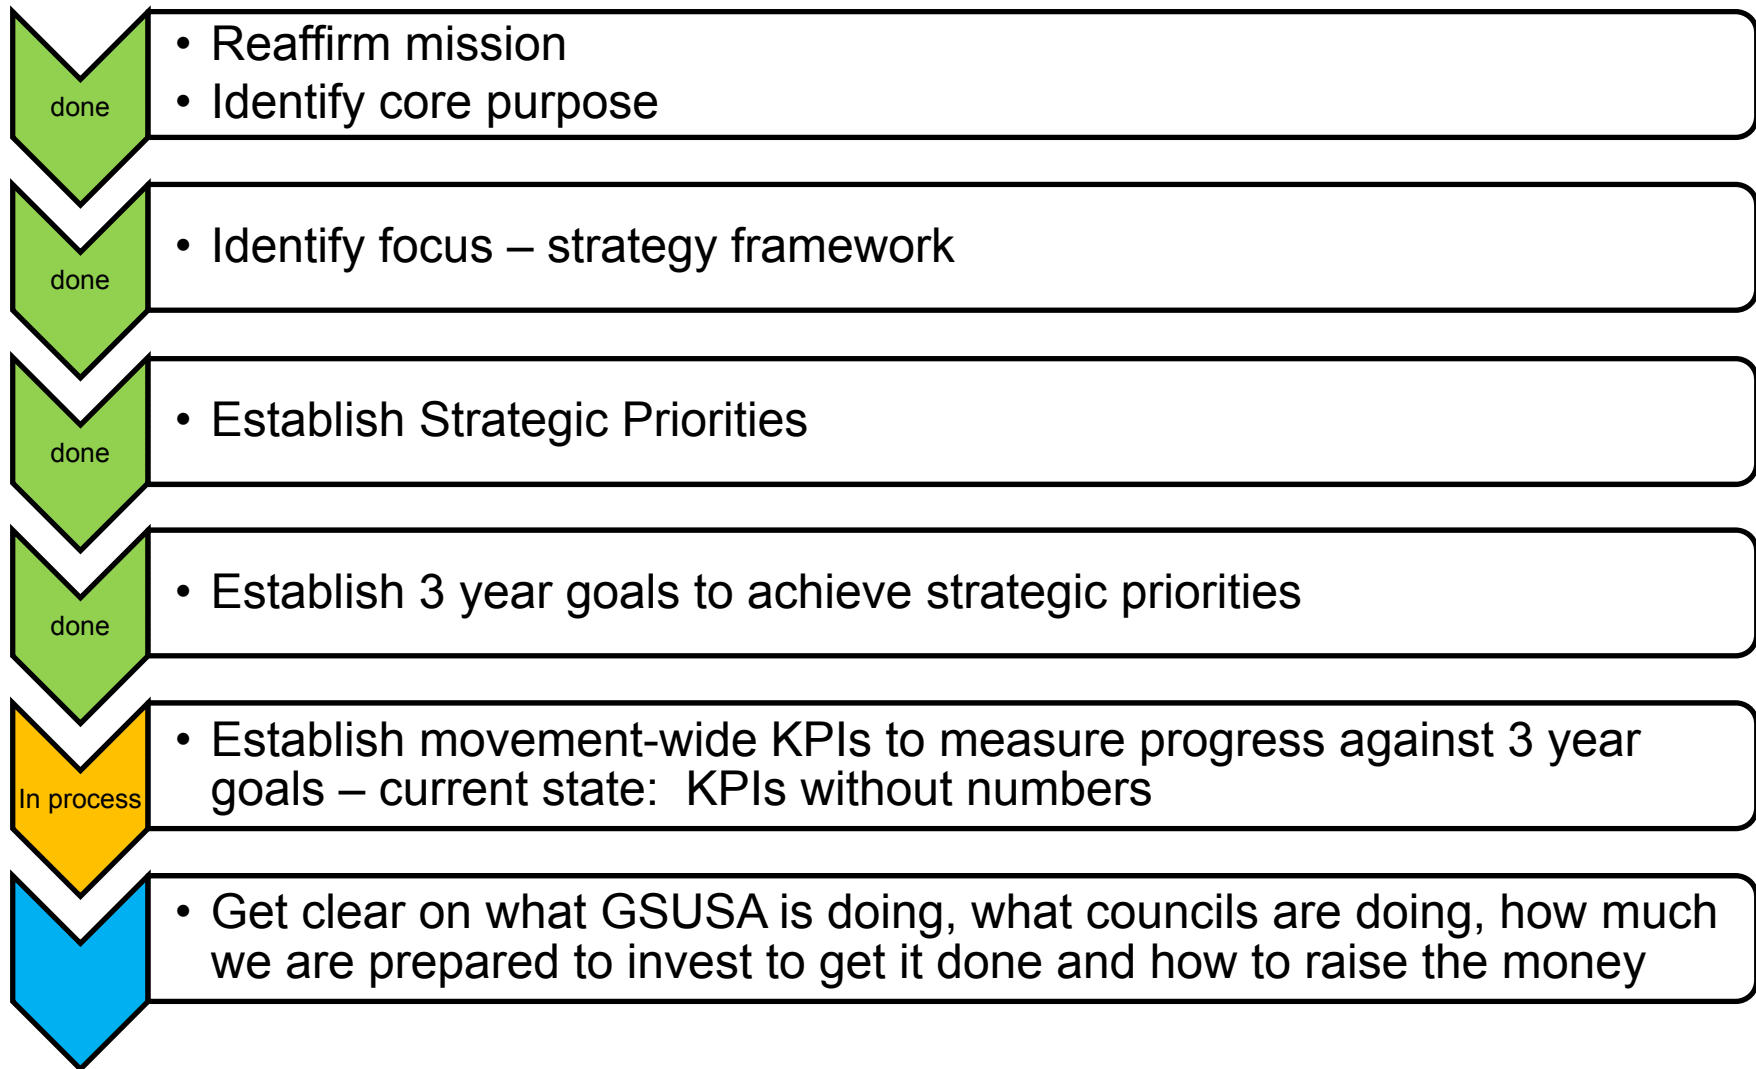 • Reaffirm mission
• Identify core purpose
done
• Identify focus – strategy framework
done
• Establish Strategic Priorities
done
• Establish 3 year goals to achieve strategic priorities
done
• Establish movement-wide KPIs to measure progress against 3 year
goals – current state:  KPIs without numbers
In process
• Get clear on what GSUSA is doing, what councils are doing, how much
we are prepared to invest to get it done and how to raise the money